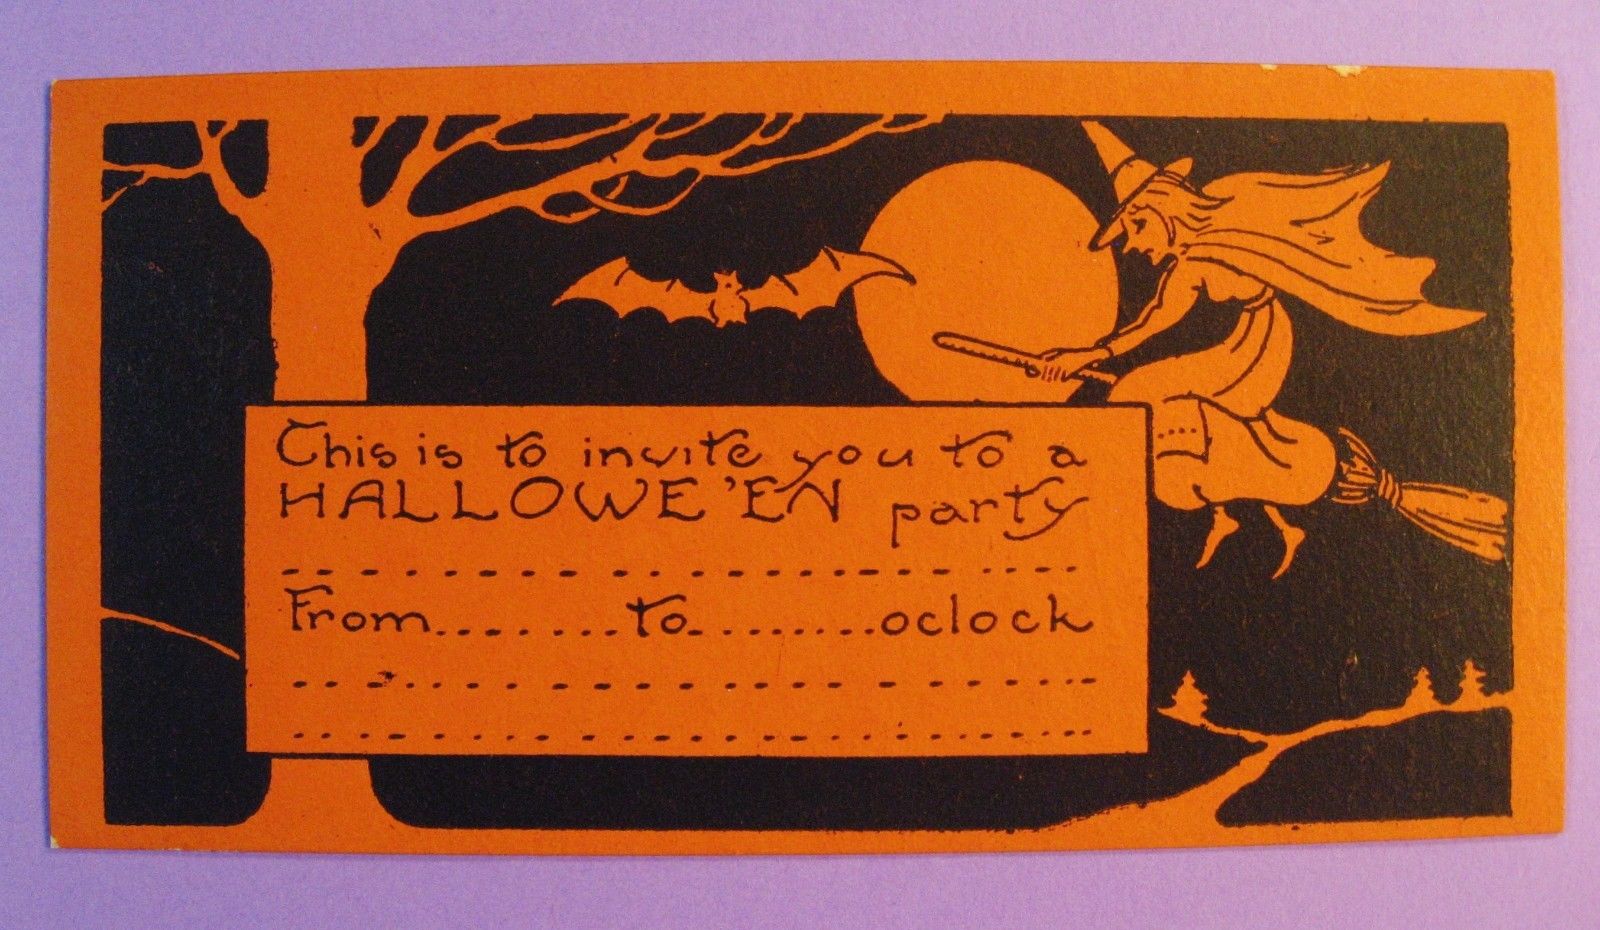 This is to invite you to a
HALLOWE'EN party
From........to.........oclock